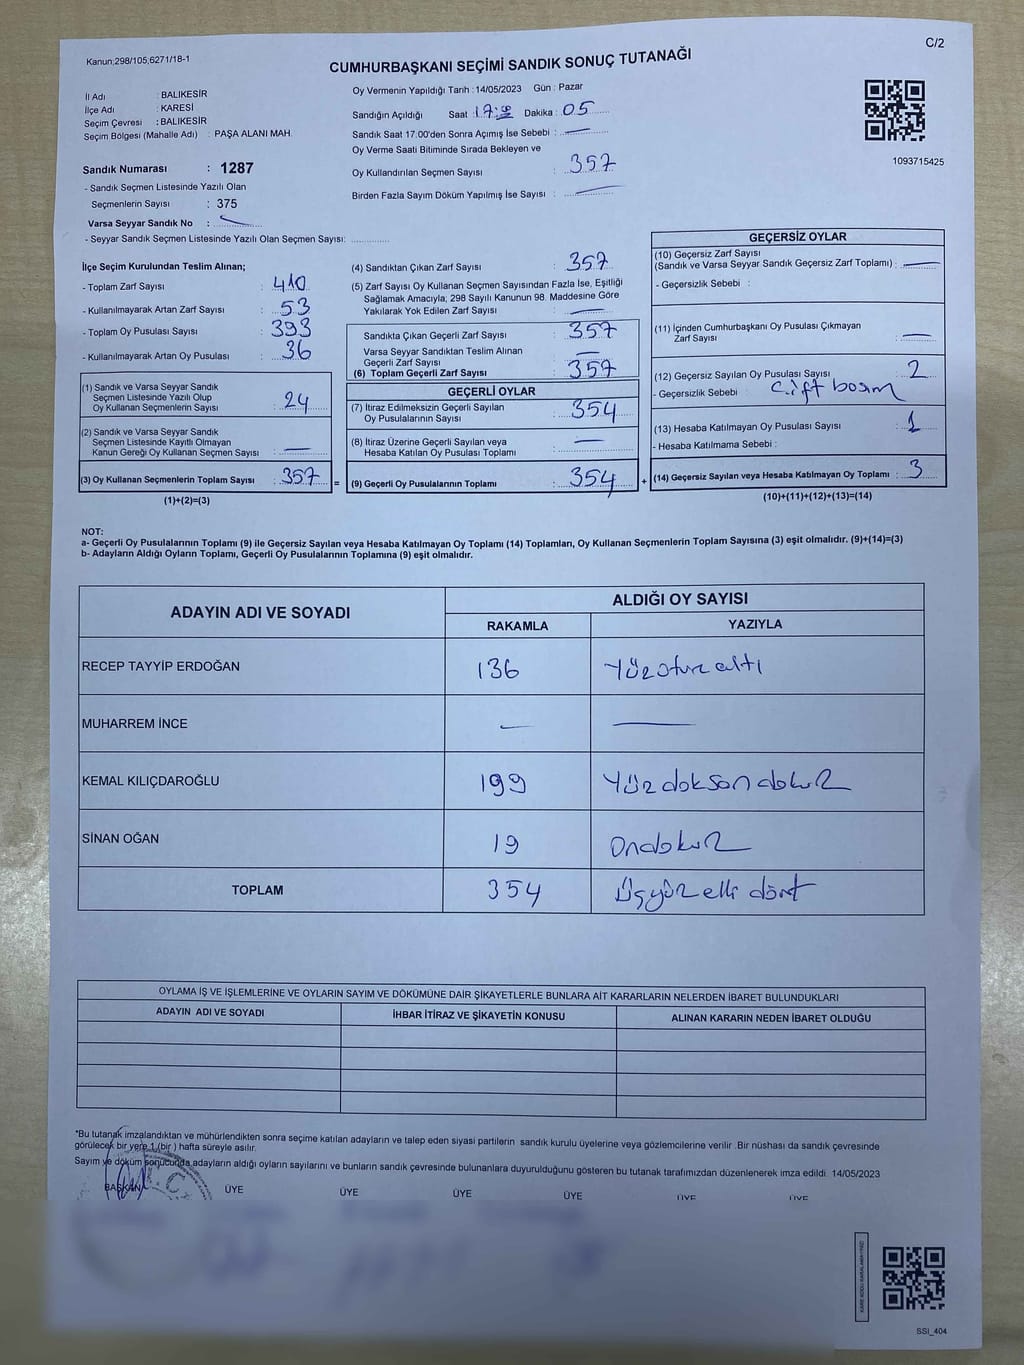 C/2
Kanun;298/105,6271/18-1
CUMHURBAŞKANI SEÇİMİ SANDIK SONUÇ TUTANAĞI
İl Adı : BALIKESİR
İlçe Adı : KARESİ
Seçim Çevresi : BALIKESİR
Seçim Bölgesi (Mahalle Adı) : PAŞA ALANI MAH.
Sandık Numarası : 1287
- Sandık Seçmen Listesinde Yazılı Olan
Seçmenlerin Sayısı : 375
Varsa Seyyar Sandık No :
- Seyyar Sandık Seçmen Listesinde Yazılı Olan Seçmen Sayısı:
Oy Vermenin Yapıldığı Tarih : 14/05/2023 Gün : Pazar
Sandığın Açıldığı Saat : 17:00 Dakika : 05
Sandık Saat 17:00'den Sonra Açımış İse Sebebi : —
Oy Verme Saati Bitiminde Sırada Bekleyen ve
Oy Kullandırılan Seçmen Sayısı : 357
Birden Fazla Sayım Döküm Yapılmış İse Sayısı : —
1093715425
İlçe Seçim Kurulundan Teslim Alınan;
- Toplam Zarf Sayısı : 410
- Kullanılmayarak Artan Zarf Sayısı : 53
- Toplam Oy Pusulası Sayısı : 393
- Kullanılmayarak Artan Oy Pusulası : 36
(1) Sandık ve Varsa Seyyar Sandık
Seçmen Listesinde Yazılı Olup
Oy Kullanan Seçmenlerin Sayısı : 24
(2) Sandık ve Varsa Seyyar Sandık
Seçmen Listesinde Kayıtlı Olmayan
Kanun Gereği Oy Kullanan Seçmen Sayısı : —
(3) Oy Kullanan Seçmenlerin Toplam Sayısı : 357 =
(1)+(2)=(3)
(4) Sandıktan Çıkan Zarf Sayısı : 357
(5) Zarf Sayısı Oy Kullanan Seçmen Sayısından Fazla İse, Eşitliği
Sağlamak Amacıyla; 298 Sayılı Kanunun 98. Maddesine Göre
Yakılarak Yok Edilen Zarf Sayısı : —
Sandıkta Çıkan Geçerli Zarf Sayısı : 357
Varsa Seyyar Sandıktan Teslim Alınan
Geçerli Zarf Sayısı : —
(6) Toplam Geçerli Zarf Sayısı : 357
GEÇERLİ OYLAR
(7) İtiraz Edilmeksizin Geçerli Sayılan
Oy Pusulalarının Sayısı : 354
(8) İtiraz Üzerine Geçerli Sayılan veya
Hesaba Katılan Oy Pusulası Toplamı : —
(9) Geçerli Oy Pusulalarının Toplamı : 354 +
GEÇERSİZ OYLAR
(10) Geçersiz Zarf Sayısı
(Sandık ve Varsa Seyyar Sandık Geçersiz Zarf Toplamı) : —
- Geçersizlik Sebebi :
(11) İçinden Cumhurbaşkanı Oy Pusulası Çıkmayan
Zarf Sayısı : —
(12) Geçersiz Sayılan Oy Pusulası Sayısı : 2
- Geçersizlik Sebebi : Çift basım
(13) Hesaba Katılmayan Oy Pusulası Sayısı : 1
- Hesaba Katılmama Sebebi :
(14) Geçersiz Sayılan veya Hesaba Katılmayan Oy Toplamı : 3
(10)+(11)+(12)+(13)=(14)
NOT:
a- Geçerli Oy Pusulalarının Toplamı (9) ile Geçersiz Sayılan veya Hesaba Katılmayan Oy Toplamı (14) Toplamları, Oy Kullanan Seçmenlerin Toplam Sayısına (3) eşit olmalıdır. (9)+(14)=(3)
b- Adayların Aldığı Oyların Toplamı, Geçerli Oy Pusulalarının Toplamına (9) eşit olmalıdır.
ADAYIN ADI VE SOYADI ALDIĞI OY SAYISI
RAKAMLA YAZIYLA
RECEP TAYYİP ERDOĞAN 136 Yüzotuz altı
MUHARREM İNCE — —
KEMAL KILIÇDAROĞLU 199 Yüz doksan dokuz
SİNAN OĞAN 19 Ondokuz
TOPLAM 354 Üçyüz elli dört
OYLAMA İŞ VE İŞLEMLERİNE VE OYLARIN SAYIM VE DÖKÜMÜNE DAİR ŞİKAYETLERLE BUNLARA AİT KARARLARIN NELERDEN İBARET BULUNDUKLARI
ADAYIN ADI VE SOYADI İHBAR İTİRAZ VE ŞİKAYETİN KONUSU ALINAN KARARIN NEDEN İBARET OLDUĞU
*Bu tutanak imzalandıktan ve mühürlendikten sonra seçime katılan adayların ve talep eden siyasi partilerin sandık kurulu üyelerine veya gözlemcilerine verilir .Bir nüshası da sandık çevresinde
görülecek bir yere 1 (bir ) hafta süreyle asılır.
Sayım ve döküm sonucunda adayların aldığı oyların sayılarını ve bunların sandık çevresinde bulunanlara duyurulduğunu gösteren bu tutanak tarafımızdan düzenlenerek imza edildi. 14/05/2023
BAŞKAN ÜYE ÜYE ÜYE ÜYE ÜYE ÜYE
SSI_404